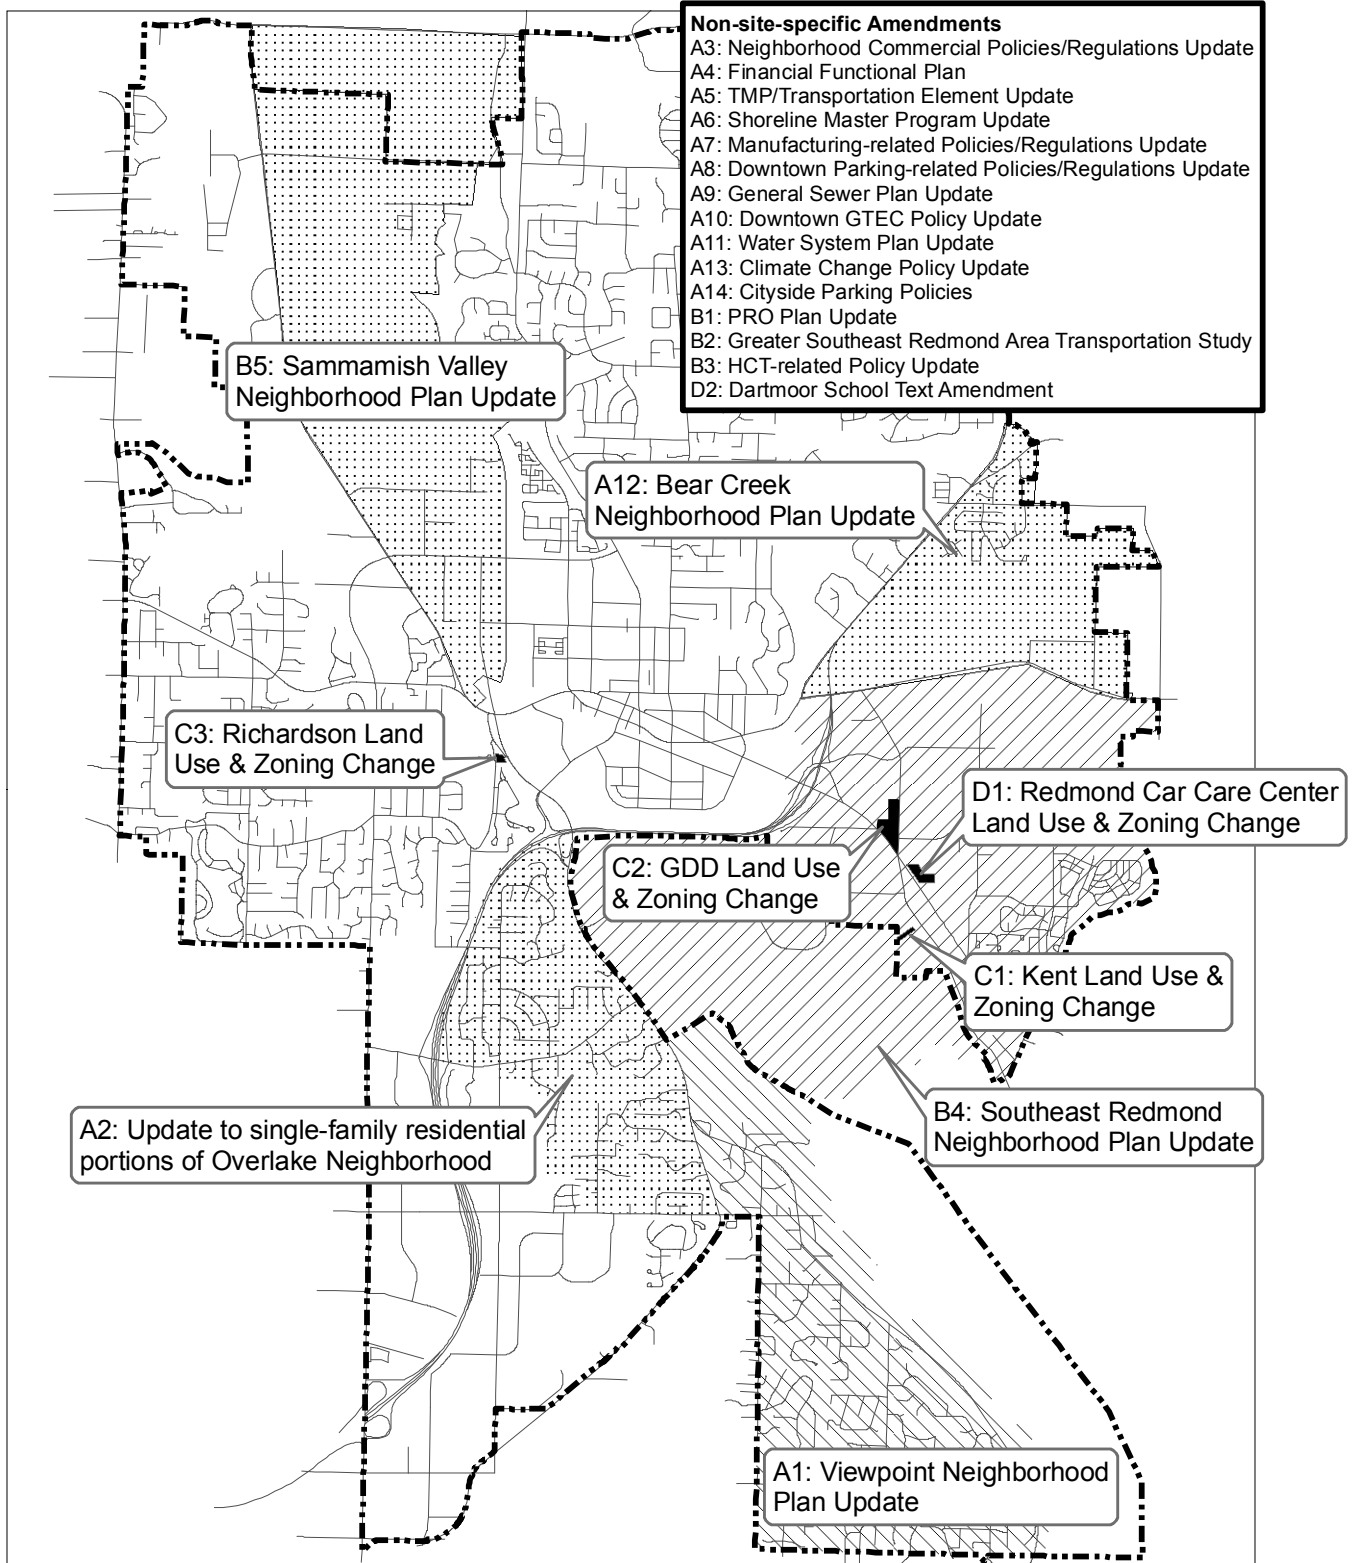 Non-site-specific Amendments
A3: Neighborhood Commercial Policies/Regulations Update
A4: Financial Functional Plan
A5: TMP/Transportation Element Update
A6: Shoreline Master Program Update
A7: Manufacturing-related Policies/Regulations Update
A8: Downtown Parking-related Policies/Regulations Update
A9: General Sewer Plan Update
A10: Downtown GTEC Policy Update
A11: Water System Plan Update
A13: Climate Change Policy Update
A14: Cityside Parking Policies
B1: PRO Plan Update
B2: Greater Southeast Redmond Area Transportation Study
B3: HCT-related Policy Update
D2: Dartmoor School Text Amendment
B5: Sammamish Valley
Neighborhood Plan Update
A12: Bear Creek
Neighborhood Plan Update
C3: Richardson Land
Use & Zoning Change
D1: Redmond Car Care Center
Land Use & Zoning Change
C2: GDD Land Use
& Zoning Change
C1: Kent Land Use &
Zoning Change
B4: Southeast Redmond
Neighborhood Plan Update
A2: Update to single-family residential
portions of Overlake Neighborhood
A1: Viewpoint Neighborhood
Plan Update